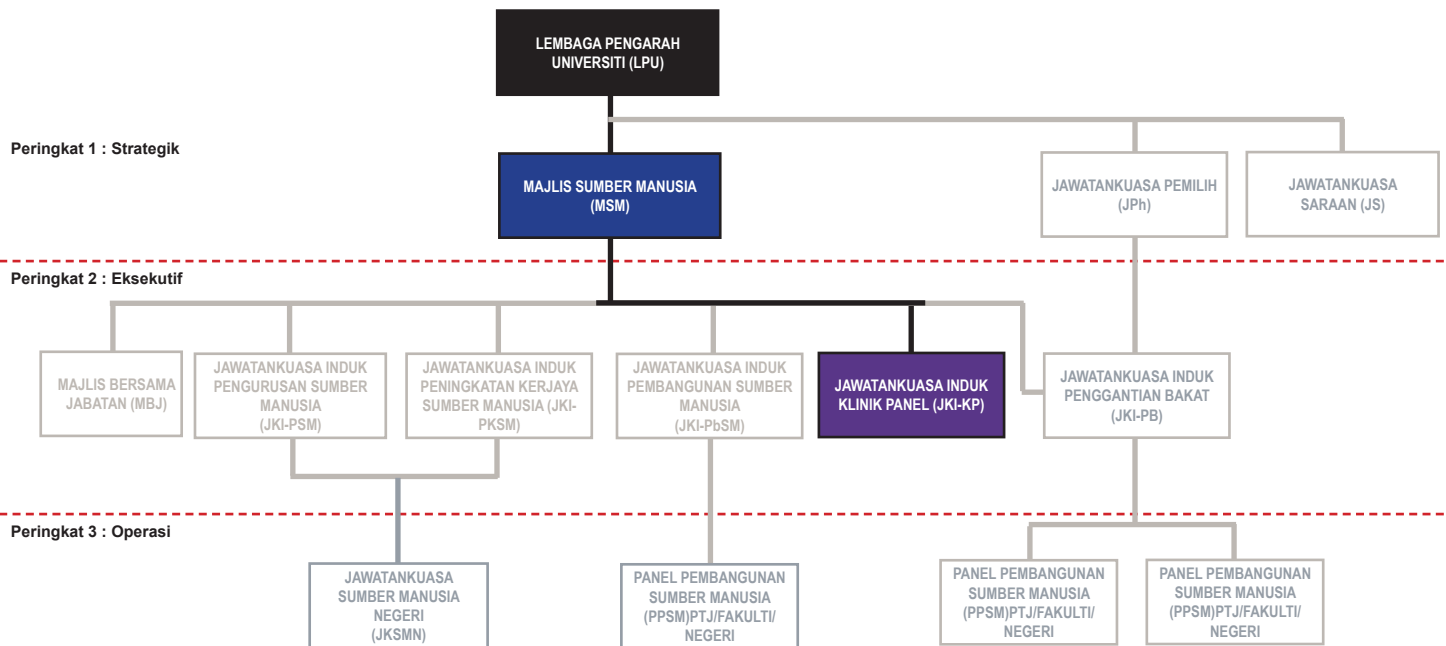 LEMBAGA PENGARAH
UNIVERSITI (LPU)
Peringkat 1 : Strategik
MAJLIS SUMBER MANUSIA
(MSM)
JAWATANKUASA PEMILIH
(JPh)
JAWATANKUASA
SARAAN (JS)
Peringkat 2 : Eksekutif
MAJLIS BERSAMA
JABATAN (MBJ)
JAWATANKUASA INDUK
PENGURUSAN SUMBER
MANUSIA
(JKI-PSM)
JAWATANKUASA INDUK
PENINGKATAN KERJAYA
SUMBER MANUSIA (JKI-
PKSM)
JAWATANKUASA INDUK
PEMBANGUNAN SUMBER
MANUSIA
(JKI-PbSM)
JAWATANKUASA INDUK
KLINIK PANEL (JKI-KP)
JAWATANKUASA INDUK
PENGGANTIAN BAKAT
(JKI-PB)
Peringkat 3 : Operasi
JAWATANKUASA
SUMBER MANUSIA
NEGERI
(JKSMN)
PANEL PEMBANGUNAN
SUMBER MANUSIA
(PPSM)PTJ/FAKULTI/
NEGERI
PANEL PEMBANGUNAN
SUMBER MANUSIA
(PPSM)PTJ/FAKULTI/
NEGERI
PANEL PEMBANGUNAN
SUMBER MANUSIA
(PPSM)PTJ/FAKULTI/
NEGERI